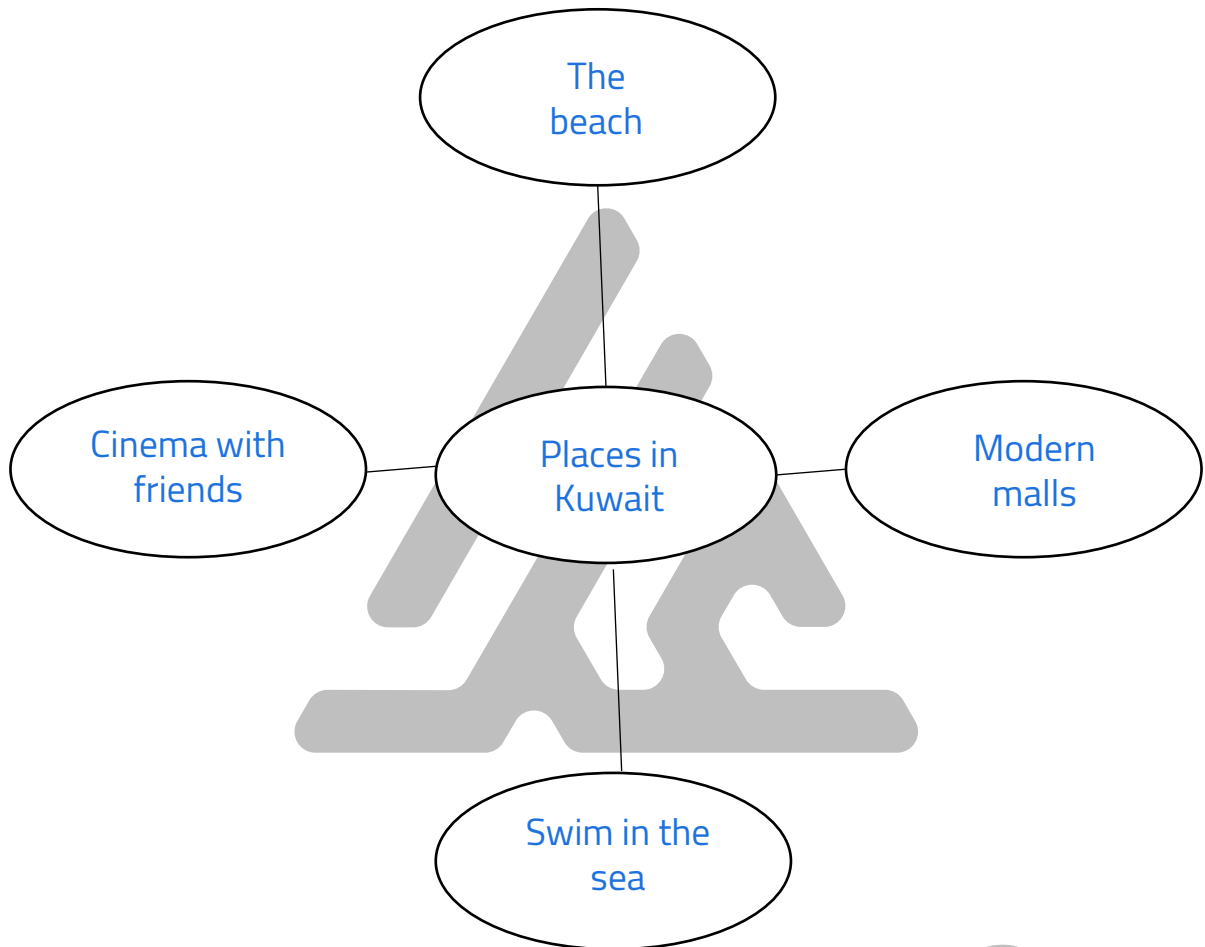 The
beach
Cinema with
friends
Places in
Kuwait
Modern
malls
Swim in the
sea